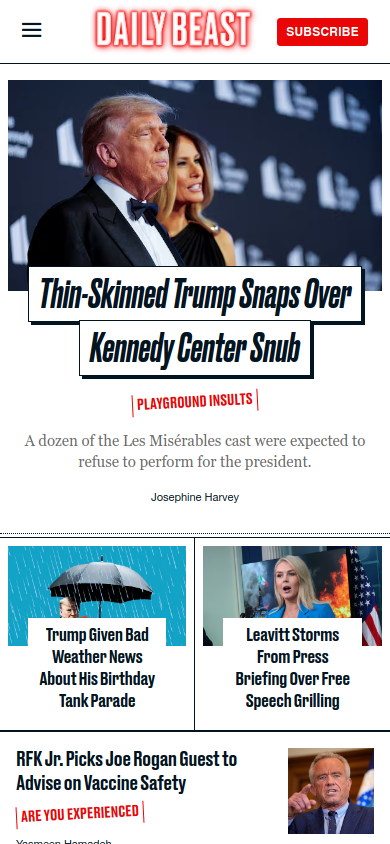 DAILY BEAST
SUBSCRIBE
Thin-Skinned Trump Snaps Over
Kennedy Center Snub
PLAYGROUND INSULTS
A dozen of the Les Misérables cast were expected to
refuse to perform for the president.
Josephine Harvey
Trump Given Bad
Weather News
About His Birthday
Tank Parade
Leavitt Storms
From Press
Briefing Over Free
Speech Grilling
RFK Jr. Picks Joe Rogan Guest to
Advise on Vaccine Safety
ARE YOU EXPERIENCED